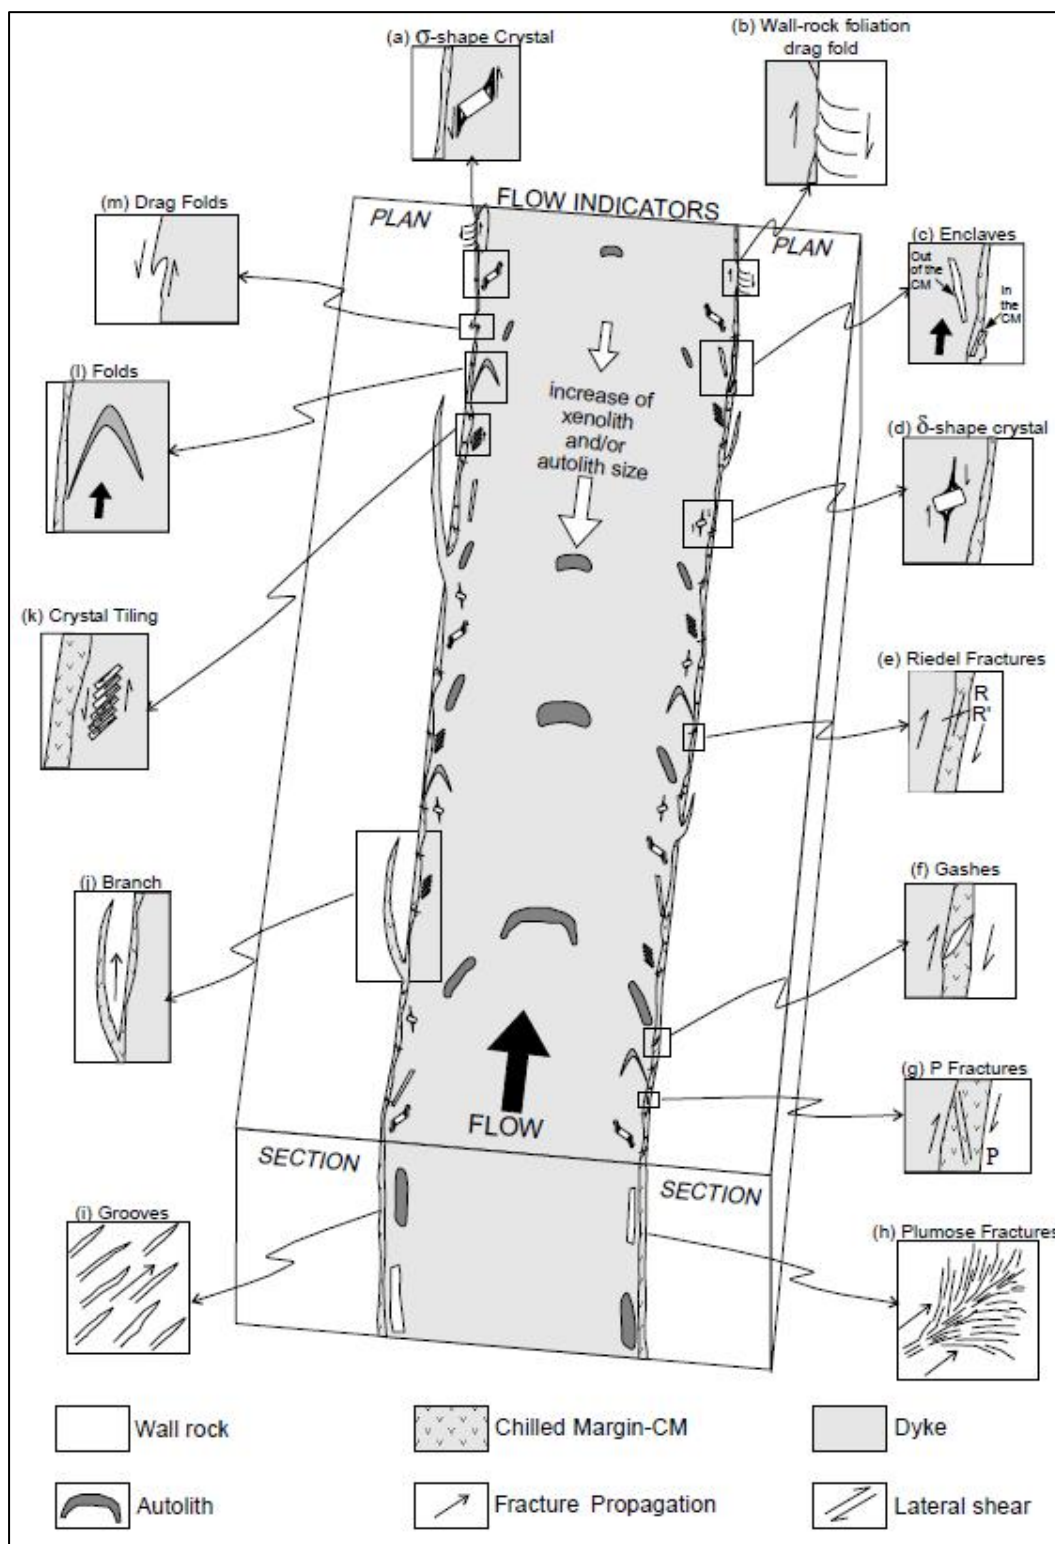 (a) σ-shape Crystal
(b) Wall-rock foliation
drag fold
(m) Drag Folds
FLOW INDICATORS
PLAN
PLAN
(c) Enclaves
Out
of the
CM
In
the
CM
(l) Folds
increase of
xenolith
and/or
autolith size
(d) δ-shape crystal
(k) Crystal Tiling
(e) Riedel Fractures
R
R'
(j) Branch
(f) Gashes
(g) P Fractures
P
FLOW
SECTION
SECTION
(i) Grooves
(h) Plumose Fractures
Wall rock
Chilled Margin-CM
Dyke
Autolith
Fracture Propagation
Lateral shear